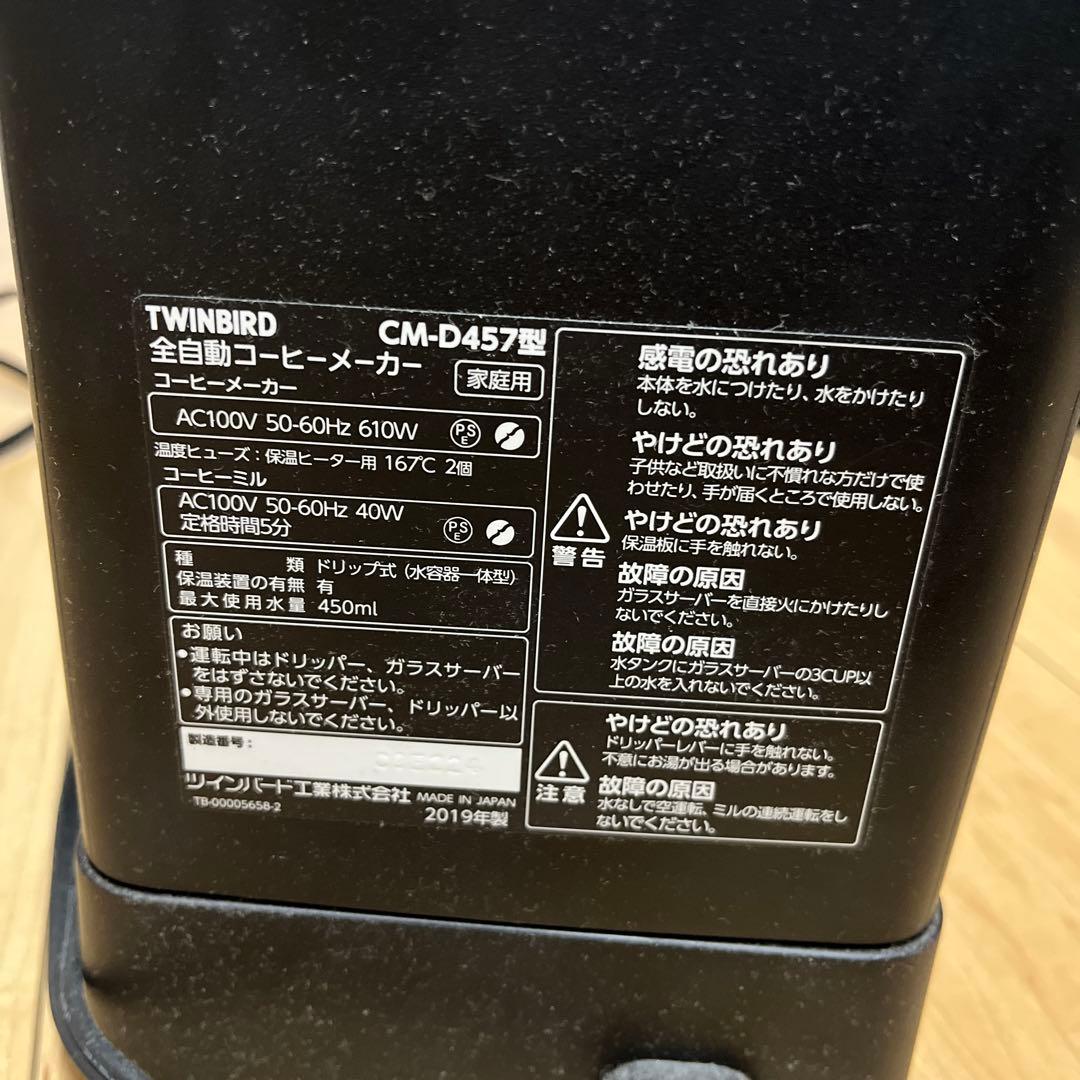 TWINBIRD CM-D457型
全自動コーヒーメーカー 家庭用
コーヒーメーカー
AC100V 50-60Hz 610W PSE
温度ヒューズ：保温ヒーター用 167℃ 2個
コーヒーミル
AC100V 50-60Hz 40W
定格時間5分 PSE
種類 ドリップ式（水容器一体型）
保温装置の有無 有
最大使用水量 450ml
お願い
●運転中はドリッパー、ガラスサーバー
をはずさないでください。
●専用のガラスサーバー、ドリッパー以
外使用しないでください。
製造番号：
ツインバード工業株式会社 MADE IN JAPAN
TB-00005658-2 2019年製
警告
感電の恐れあり
本体を水につけたり、水をかけたり
しない。
やけどの恐れあり
子供など取扱いに不慣れな方だけで使
わせたり、手が届くところで使用しない。
やけどの恐れあり
保温板に手を触れない。
故障の原因
ガラスサーバーを直接火にかけたりし
ないでください。
故障の原因
水タンクにガラスサーバーの3CUP以
上の水を入れないでください。
注意
やけどの恐れあり
ドリッパーレバーに手を触れない。
不意にお湯が出る場合があります。
故障の原因
水なしで空運転、ミルの連続運転をし
ないでください。